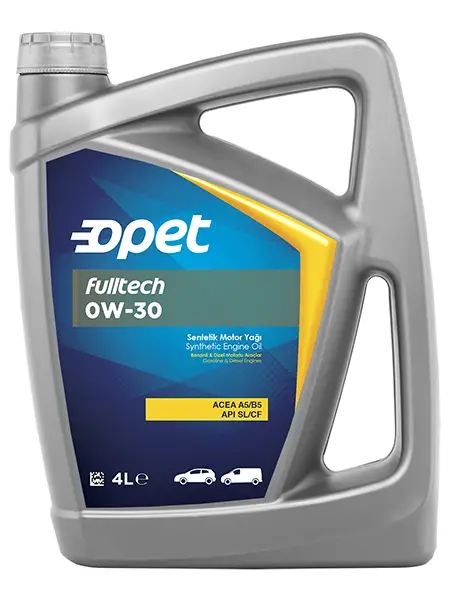 opet
fulltech
0W-30
Sentetik Motor Yağı
Synthetic Engine Oil
Benzinli & Dizel Motorlu Araçlar
Gasoline & Diesel Engines
ACEA A5/B5
API SL/CF
4L℮